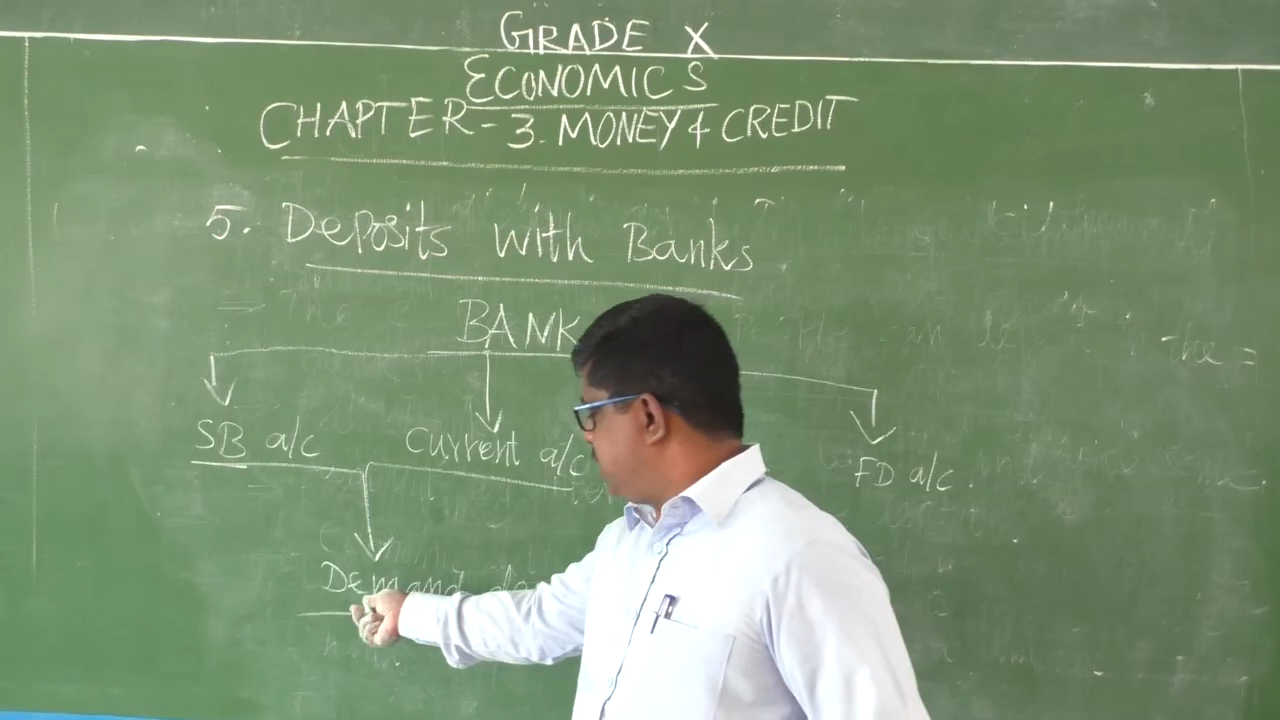 GRADE X
ECONOMICS
CHAPTER-3. MONEY & CREDIT
5. Deposits with Banks
BANK
SB a/c Current a/c FD a/c.
Demand